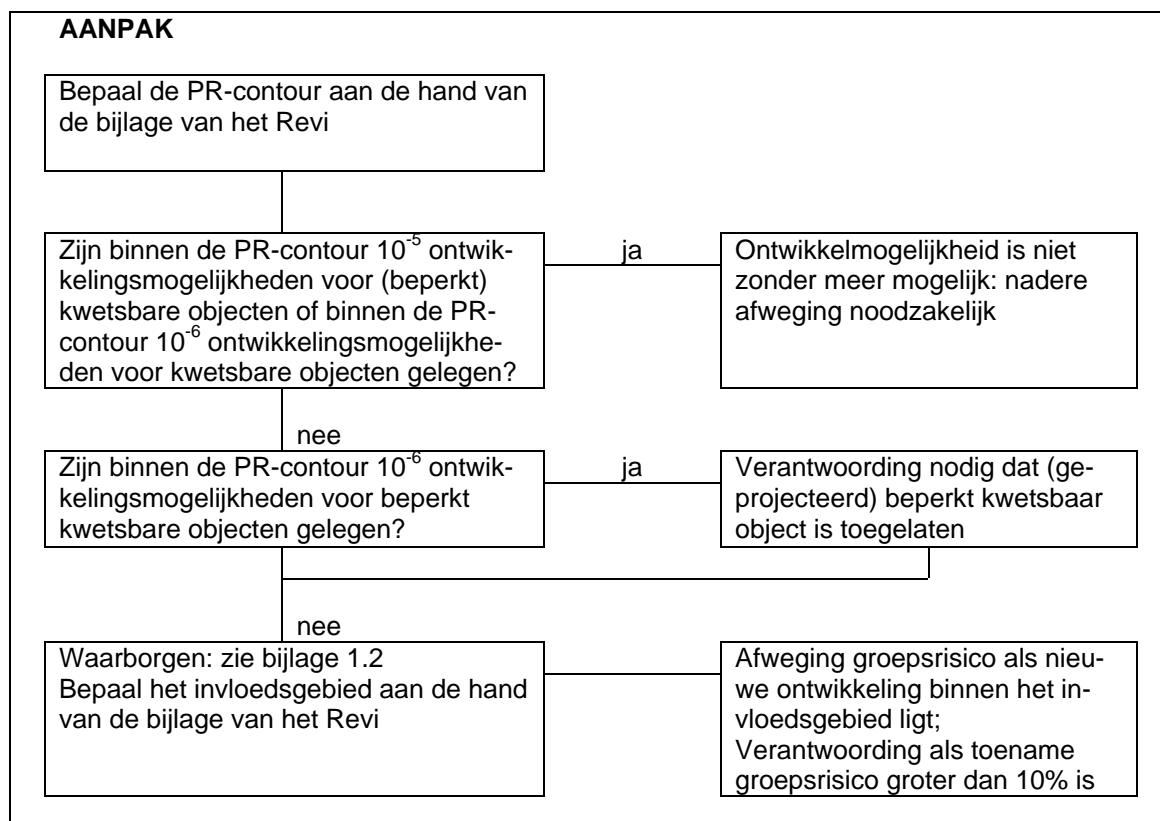 AANPAK
Bepaal de PR-contour aan de hand van
de bijlage van het Revi
Zijn binnen de PR-contour 10^-5 ontwik-
kelingsmogelijkheden voor (beperkt)
kwetsbare objecten of binnen de PR-
contour 10^-6 ontwikkelingsmogelijkhe-
den voor kwetsbare objecten gelegen?
ja
Ontwikkelmogelijkheid is niet
zonder meer mogelijk: nadere
afweging noodzakelijk
nee
Zijn binnen de PR-contour 10^-6 ontwik-
kelingsmogelijkheden voor beperkt
kwetsbare objecten gelegen?
ja
Verantwoording nodig dat (ge-
projecteerd) beperkt kwetsbaar
object is toegelaten
nee
Waarborgen: zie bijlage 1.2
Bepaal het invloedsgebied aan de hand
van de bijlage van het Revi
Afweging groepsrisico als nieu-
we ontwikkeling binnen het in-
vloedsgebied ligt;
Verantwoording als toename
groepsrisico groter dan 10% is